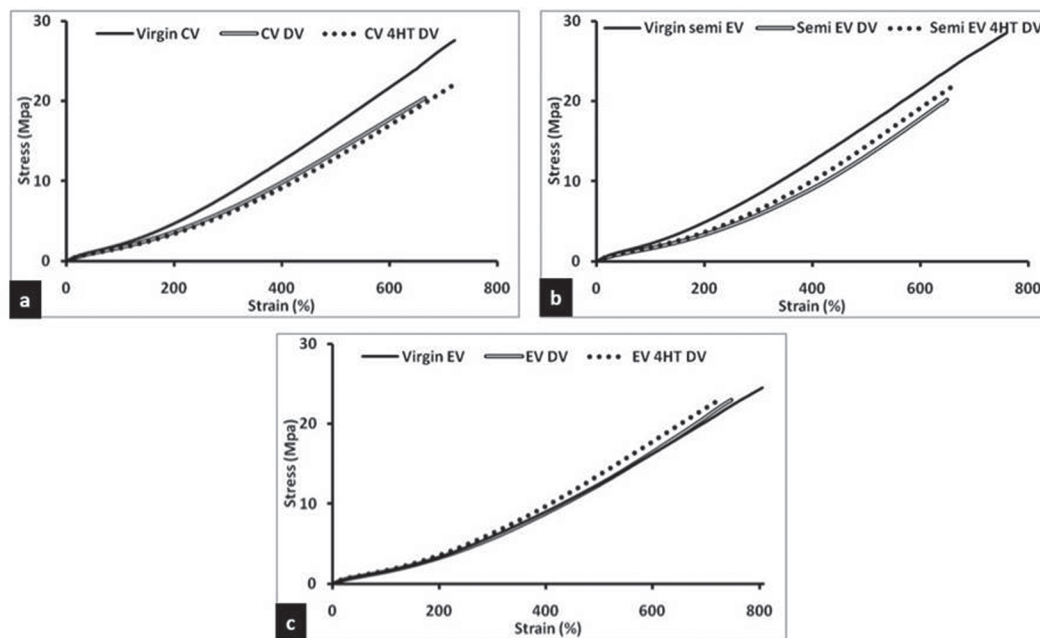 Virgin CV CV DV CV 4HT DV
30
20
10
0
Stress (Mpa)
0 200 400 600 800
Strain (%)
a
Virgin semi EV Semi EV DV Semi EV 4HT DV
30
20
10
0
Stress (Mpa)
0 200 400 600 800
Strain (%)
b
Virgin EV EV DV EV 4HT DV
30
20
10
0
Stress (Mpa)
0 200 400 600 800
Strain (%)
c